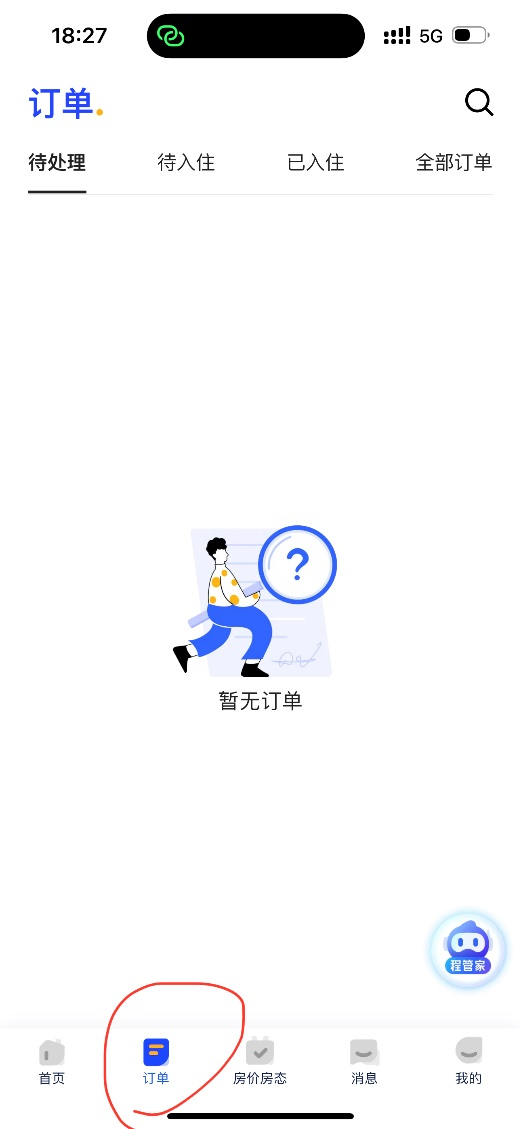 18:27 5G
订单.
待处理 待入住 已入住 全部订单
?
暂无订单
程管家
首页 订单 房价房态 消息 我的